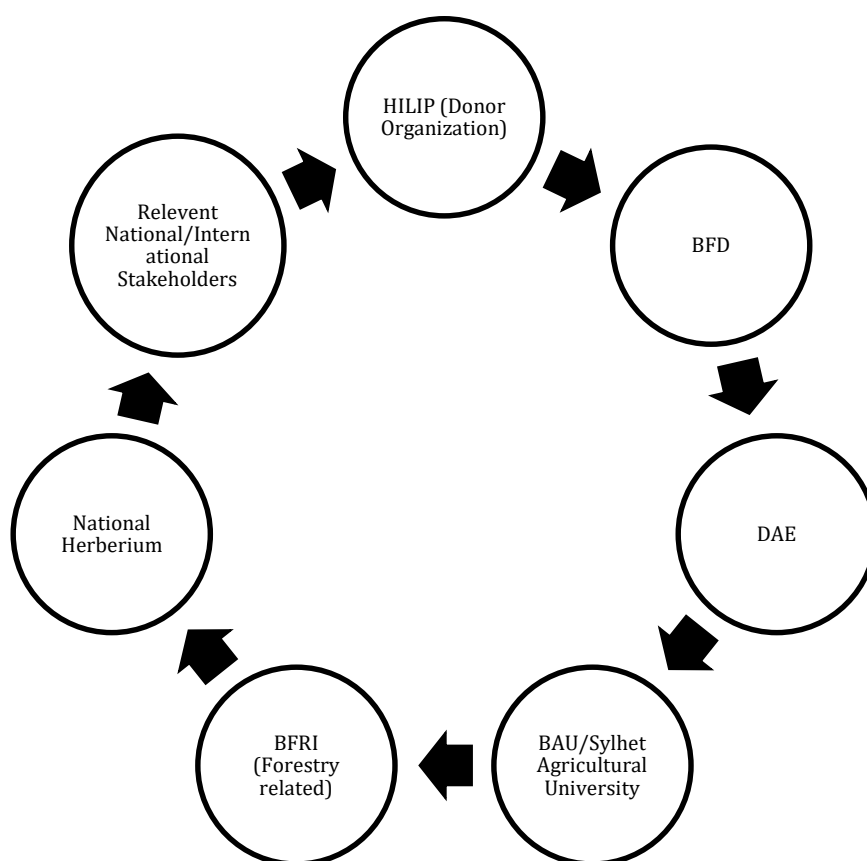 HILIP (Donor
Organization)
BFD
DAE
BAU/Sylhet
Agricultural
University
BFRI
(Forestry
related)
National
Herberium
Relevent
National/Intern
ational
Stakeholders